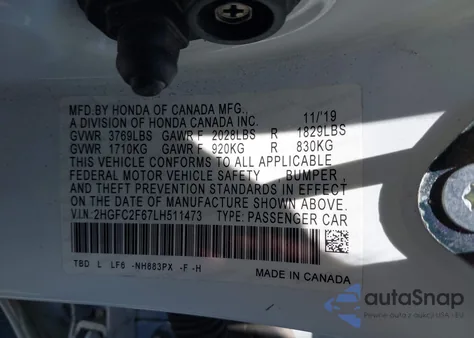 MFD.BY HONDA OF CANADA MFG.,
A DIVISION OF HONDA CANADA INC. 11/'19
GVWR 3769LBS GAWR F 2028LBS R 1829LBS
GVWR 1710KG GAWR F 920KG R 830KG
THIS VEHICLE CONFORMS TO ALL APPLICABLE
FEDERAL MOTOR VEHICLE SAFETY, BUMPER,
AND THEFT PREVENTION STANDARDS IN EFFECT
ON THE DATE OF MANUFACTURE SHOWN ABOVE.
V.I.N. 2HGFC2F67LH511473 TYPE: PASSENGER CAR
TBD L LF6 -NH883PX -F -H
MADE IN CANADA
autoSnap